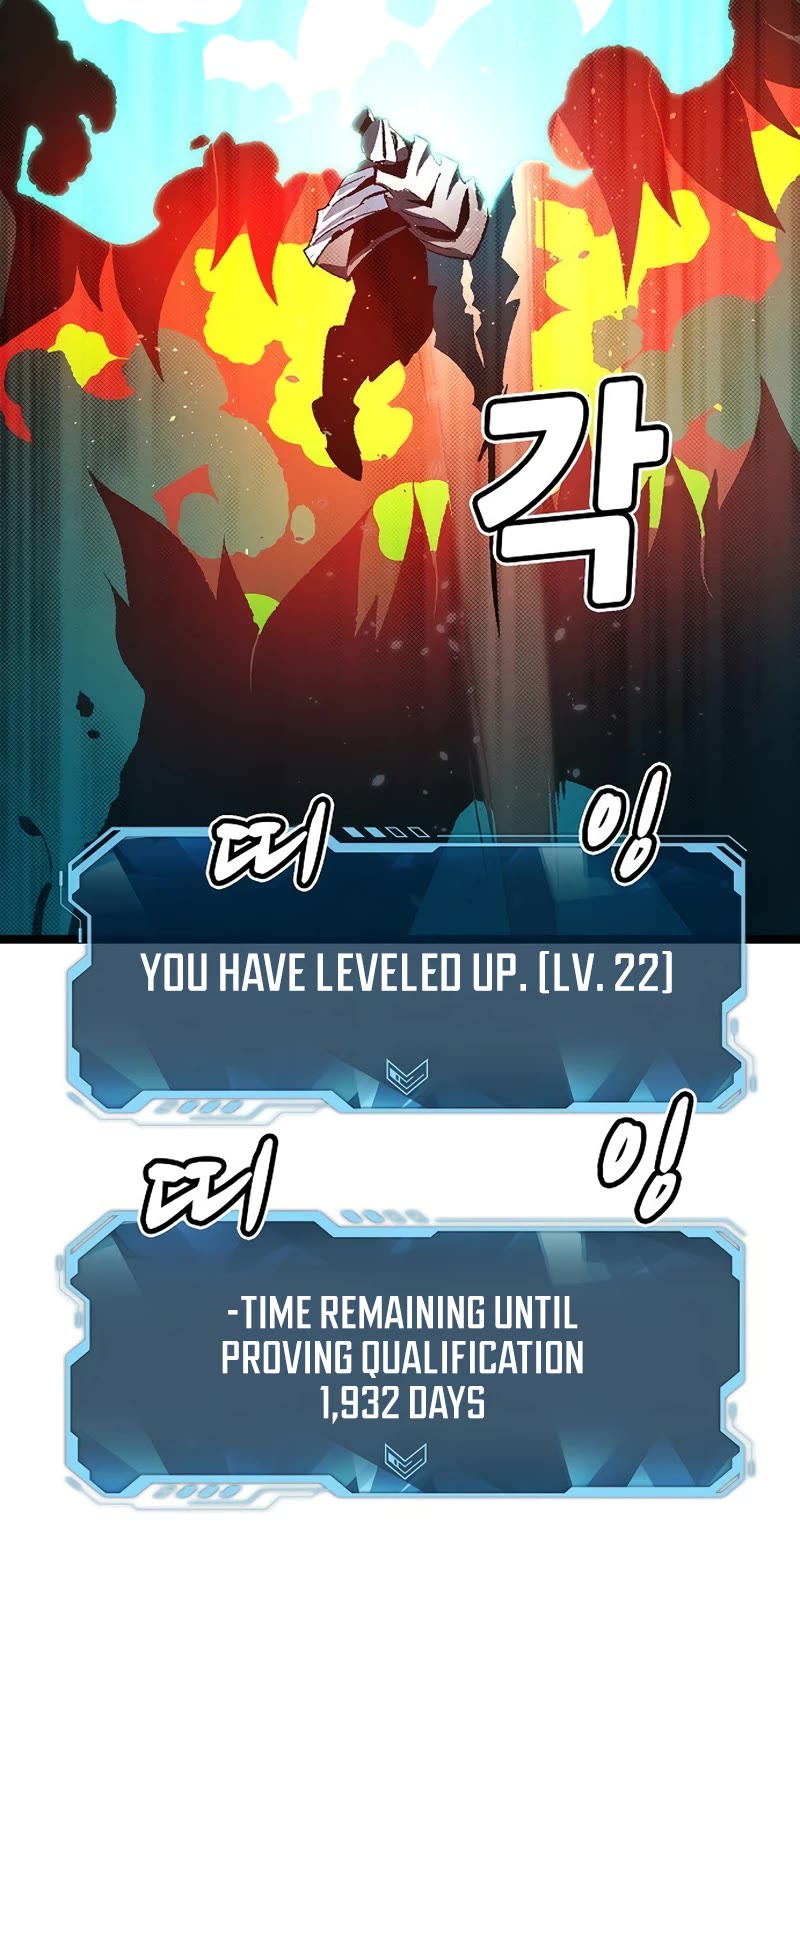 각
띠 잉
YOU HAVE LEVELED UP. [LV. 22]
띠 잉
-TIME REMAINING UNTIL
PROVING QUALIFICATION
1,932 DAYS